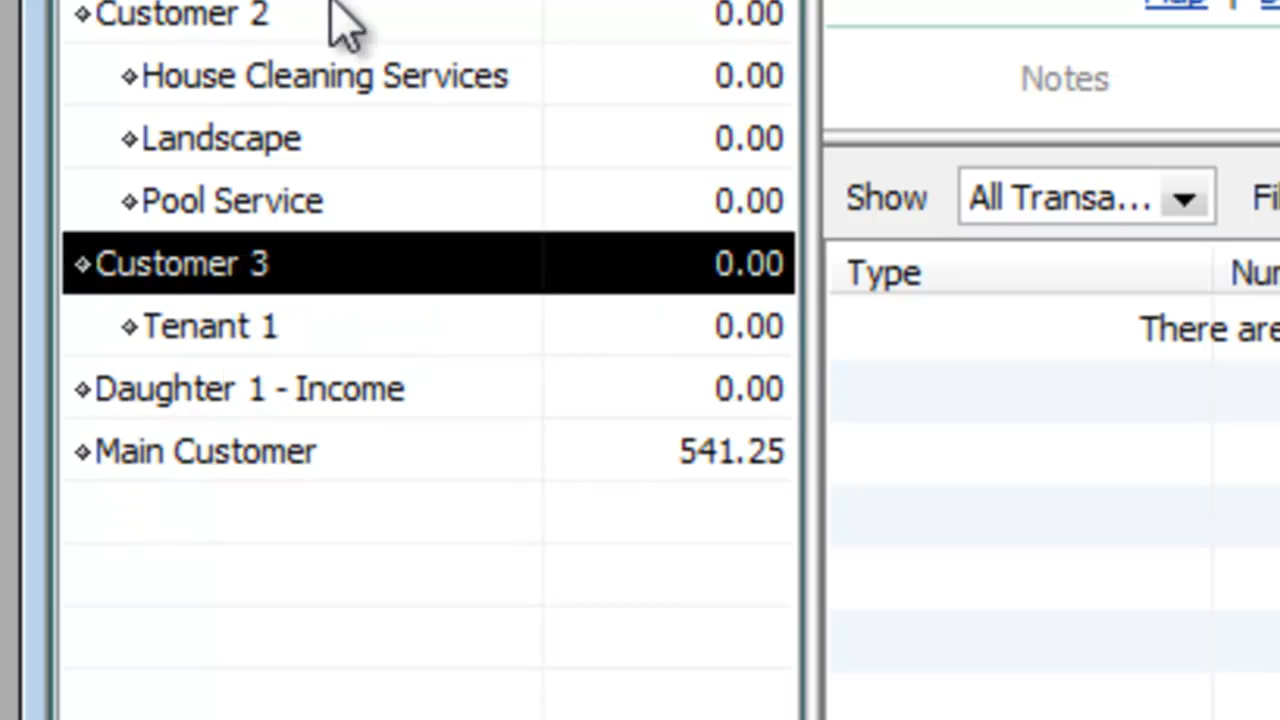 Customer 2 0.00
House Cleaning Services 0.00
Landscape 0.00
Pool Service 0.00
Customer 3 0.00
Tenant 1 0.00
Daughter 1 - Income 0.00
Main Customer 541.25
Map |
Notes
Show All Transa...
Type
There are